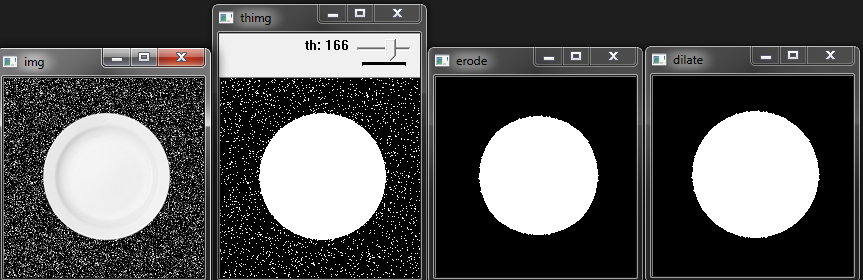 img
thimg
th: 166
erode
dilate